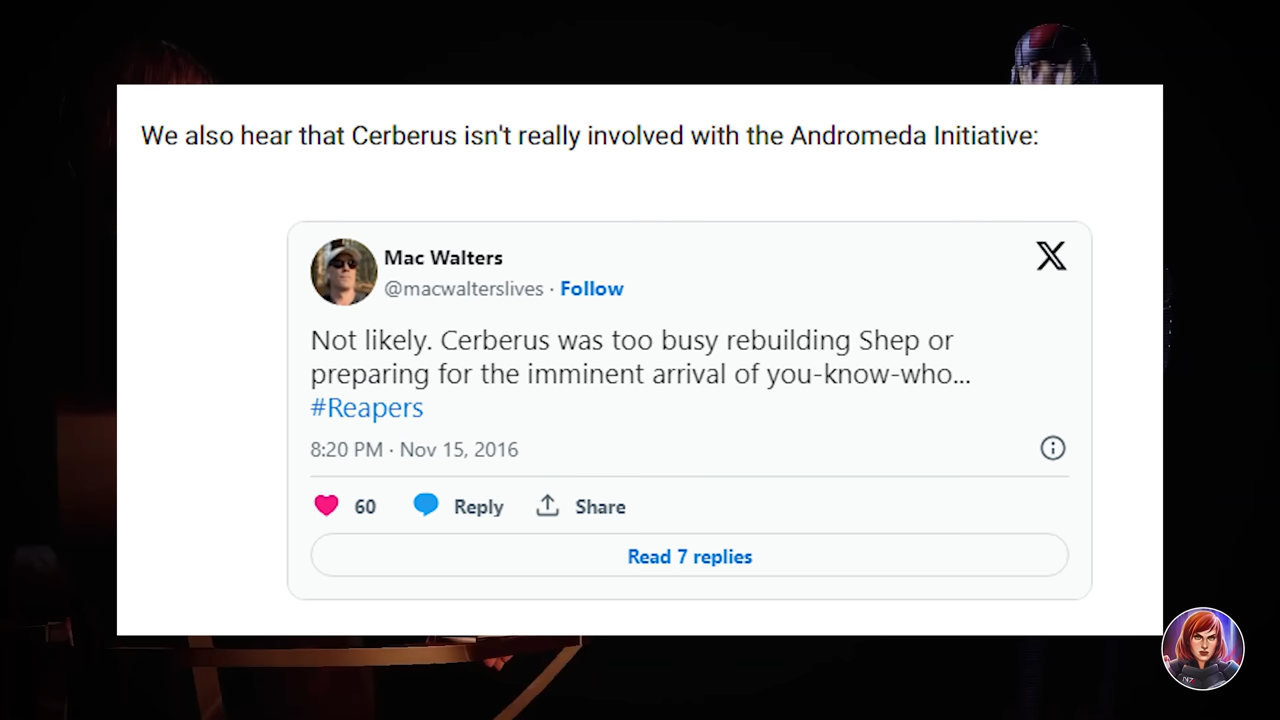 We also hear that Cerberus isn't really involved with the Andromeda Initiative:
Mac Walters
@macwalterslives · Follow
Not likely. Cerberus was too busy rebuilding Shep or
preparing for the imminent arrival of you-know-who...
#Reapers
8:20 PM · Nov 15, 2016
60 Reply Share
Read 7 replies
N7